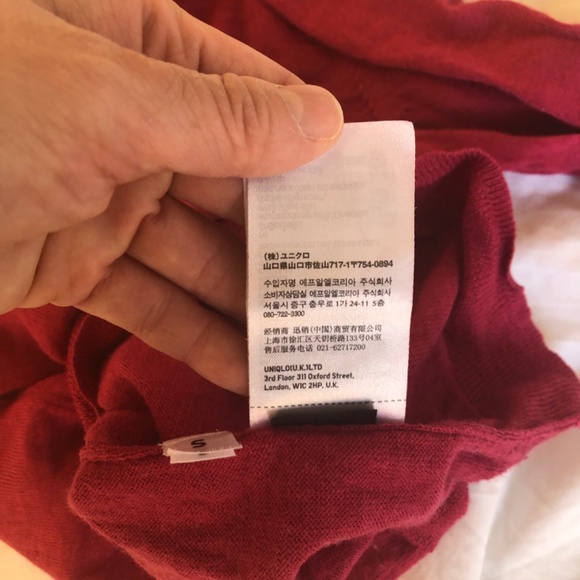 (株)ユニクロ
山口県山口市佐山717-1〒754-0894
수입자명 에프알엘코리아 주식회사
소비자상담실 에프알엘코리아 주식회사
서울시 중구 충무로 1가 24-11 5층
080-722-3300
经销商 迅销(中国)商贸有限公司
上海市徐汇区天钥桥路133号04室
售后服务电话 021-62717200
UNIQLO(U.K.)LTD
3rd Floor 311 Oxford Street,
London, W1C 2HP, U.K.
S